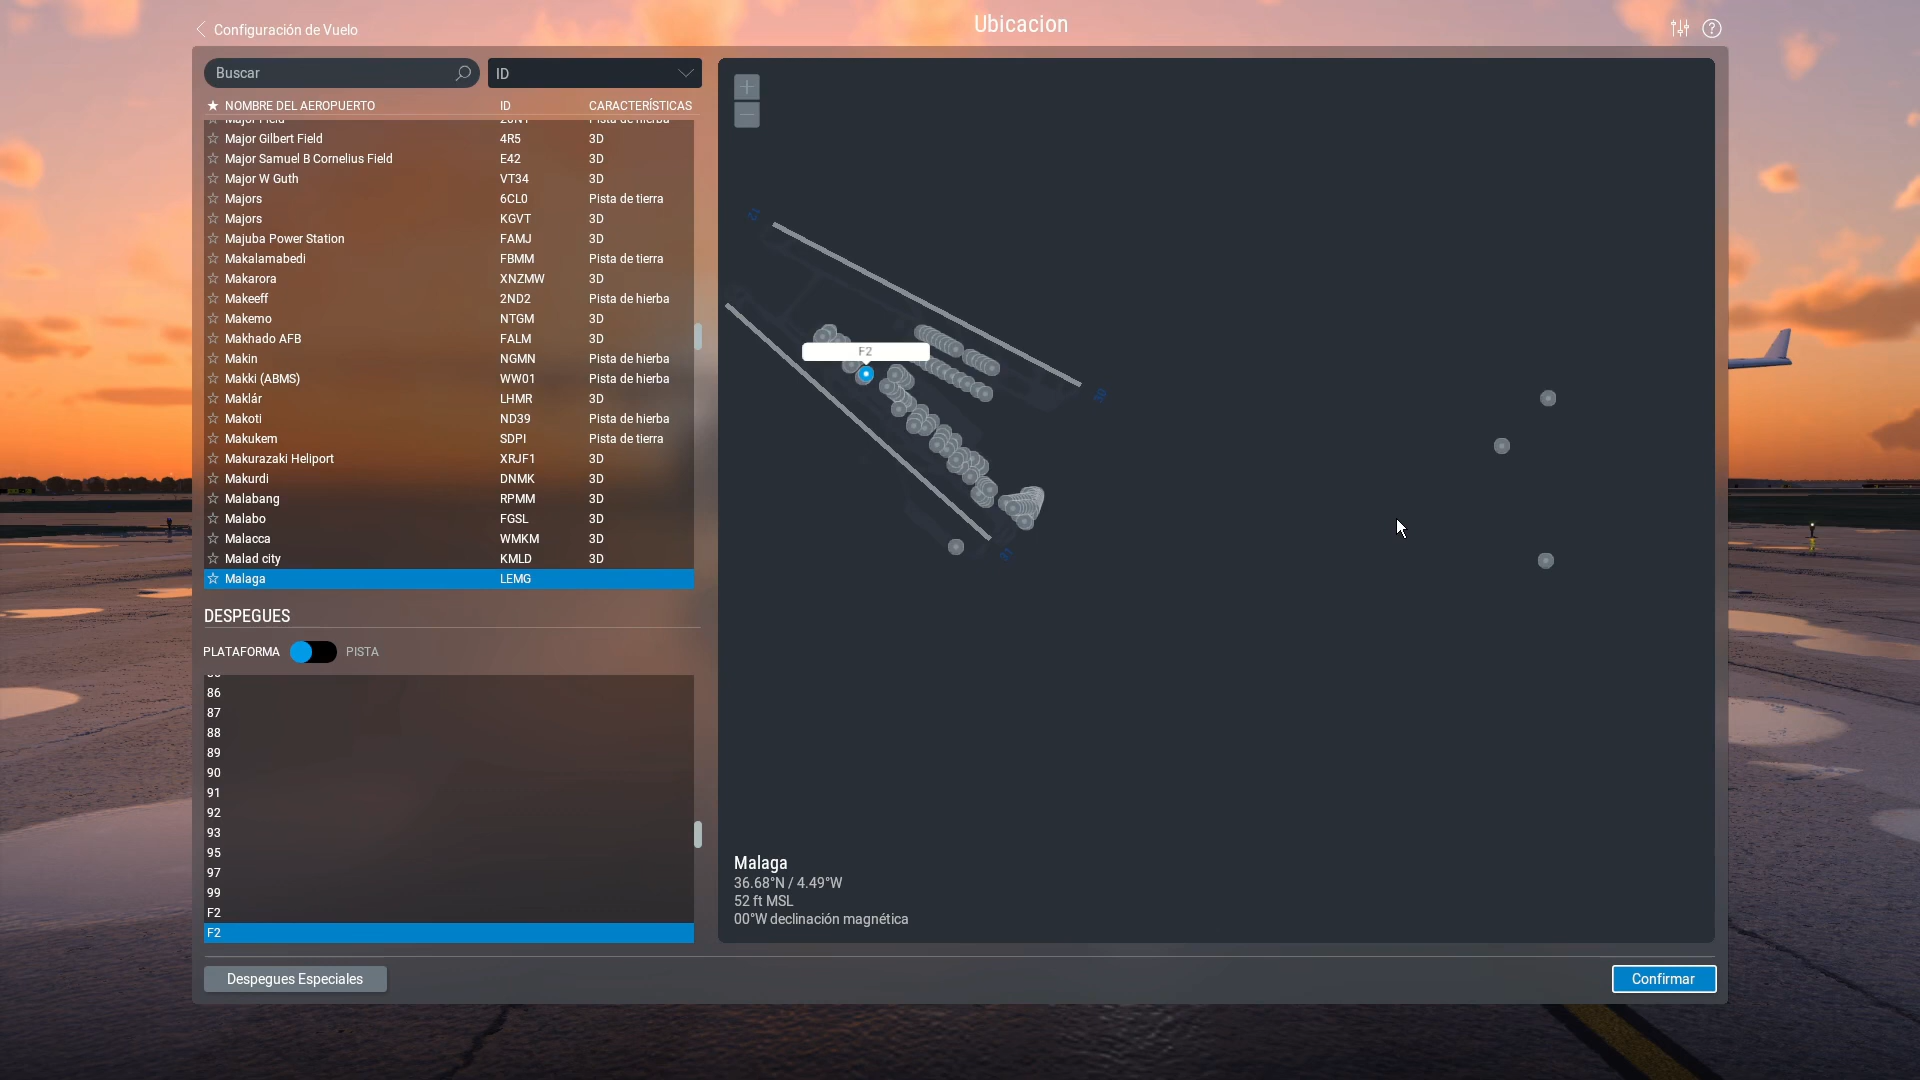 Configuración de Vuelo
Ubicacion
Buscar
ID
NOMBRE DEL AEROPUERTO ID CARACTERÍSTICAS
Major Gilbert Field 4R5 3D
Major Samuel B Cornelius Field E42 3D
Major W Guth VT34 3D
Majors 6CL0 Pista de tierra
Majors KGVT 3D
Majuba Power Station FAMJ 3D
Makalamabedi FBMM Pista de tierra
Makarora XNZMW 3D
Makeeff 2ND2 Pista de hierba
Makemo NTGM 3D
Makhado AFB FALM 3D
Makin NGMN Pista de hierba
Makki (ABMS) WW01 Pista de hierba
Maklár LHMR 3D
Makoti ND39 Pista de hierba
Makukem SDPI Pista de tierra
Makurazaki Heliport XRJF1 3D
Makurdi DNMK 3D
Malabang RPMM 3D
Malabo FGSL 3D
Malacca WMKM 3D
Malad city KMLD 3D
Malaga LEMG
DESPEGUES
PLATAFORMA PISTA
86
87
88
89
90
91
92
93
95
97
99
F2
F2
Despegues Especiales
F2
Malaga
36.68°N / 4.49°W
52 ft MSL
00°W declinación magnética
Confirmar